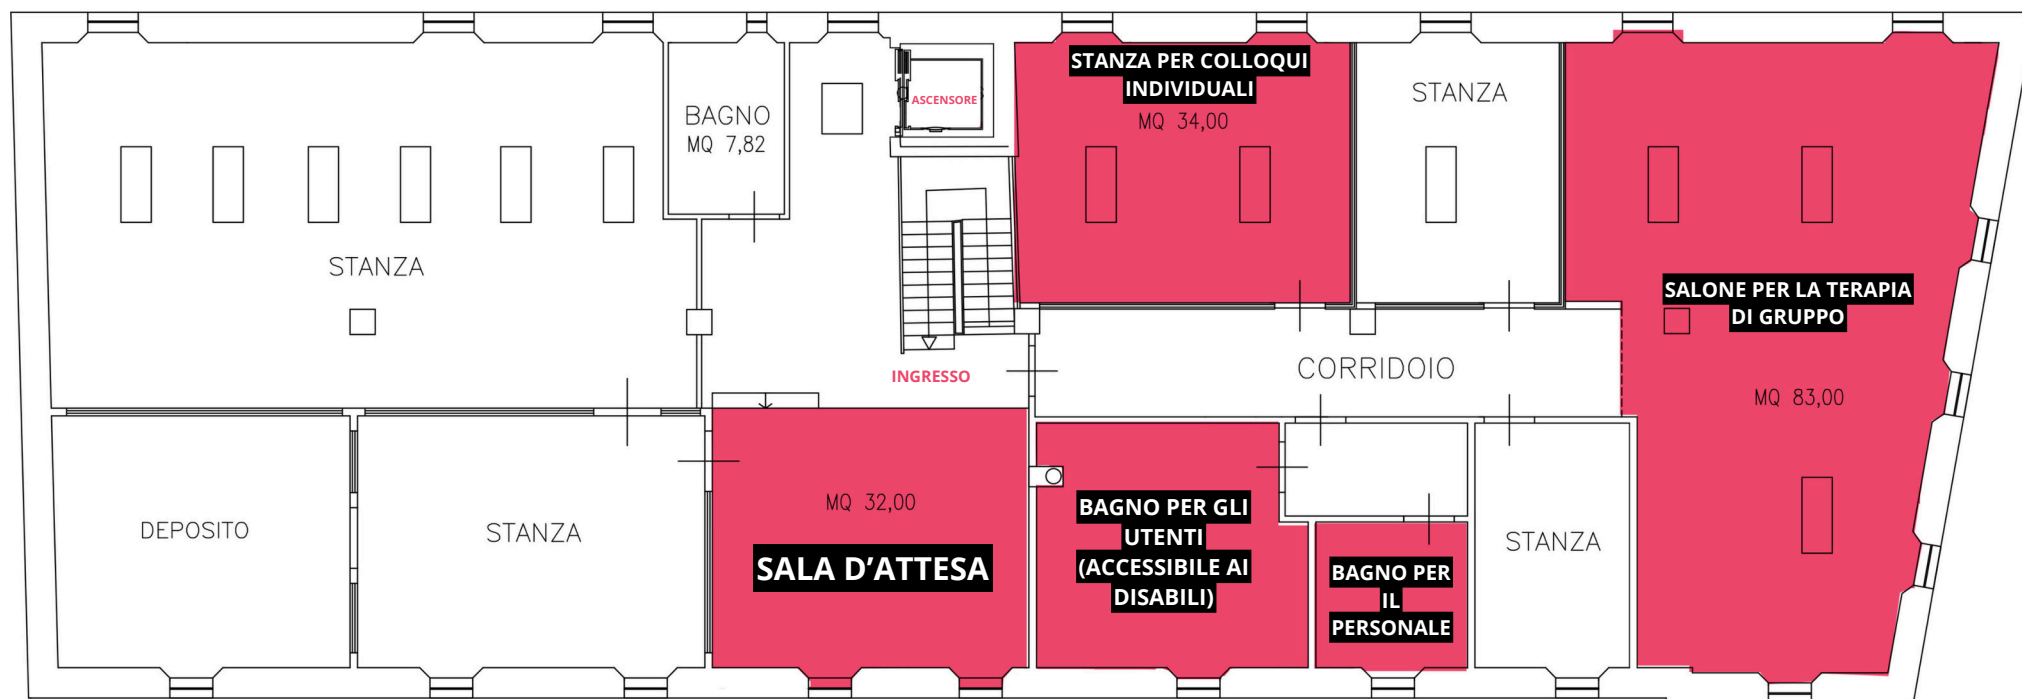 STANZA PER COLLOQUI
INDIVIDUALI
MQ 34,00
STANZA
ASCENSORE
BAGNO
MQ 7,82
STANZA
SALONE PER LA TERAPIA
DI GRUPPO
MQ 83,00
CORRIDOIO
INGRESSO
DEPOSITO
STANZA
MQ 32,00
SALA D’ATTESA
BAGNO PER GLI
UTENTI
(ACCESSIBILE AI
DISABILI)
BAGNO PER
IL
PERSONALE
STANZA